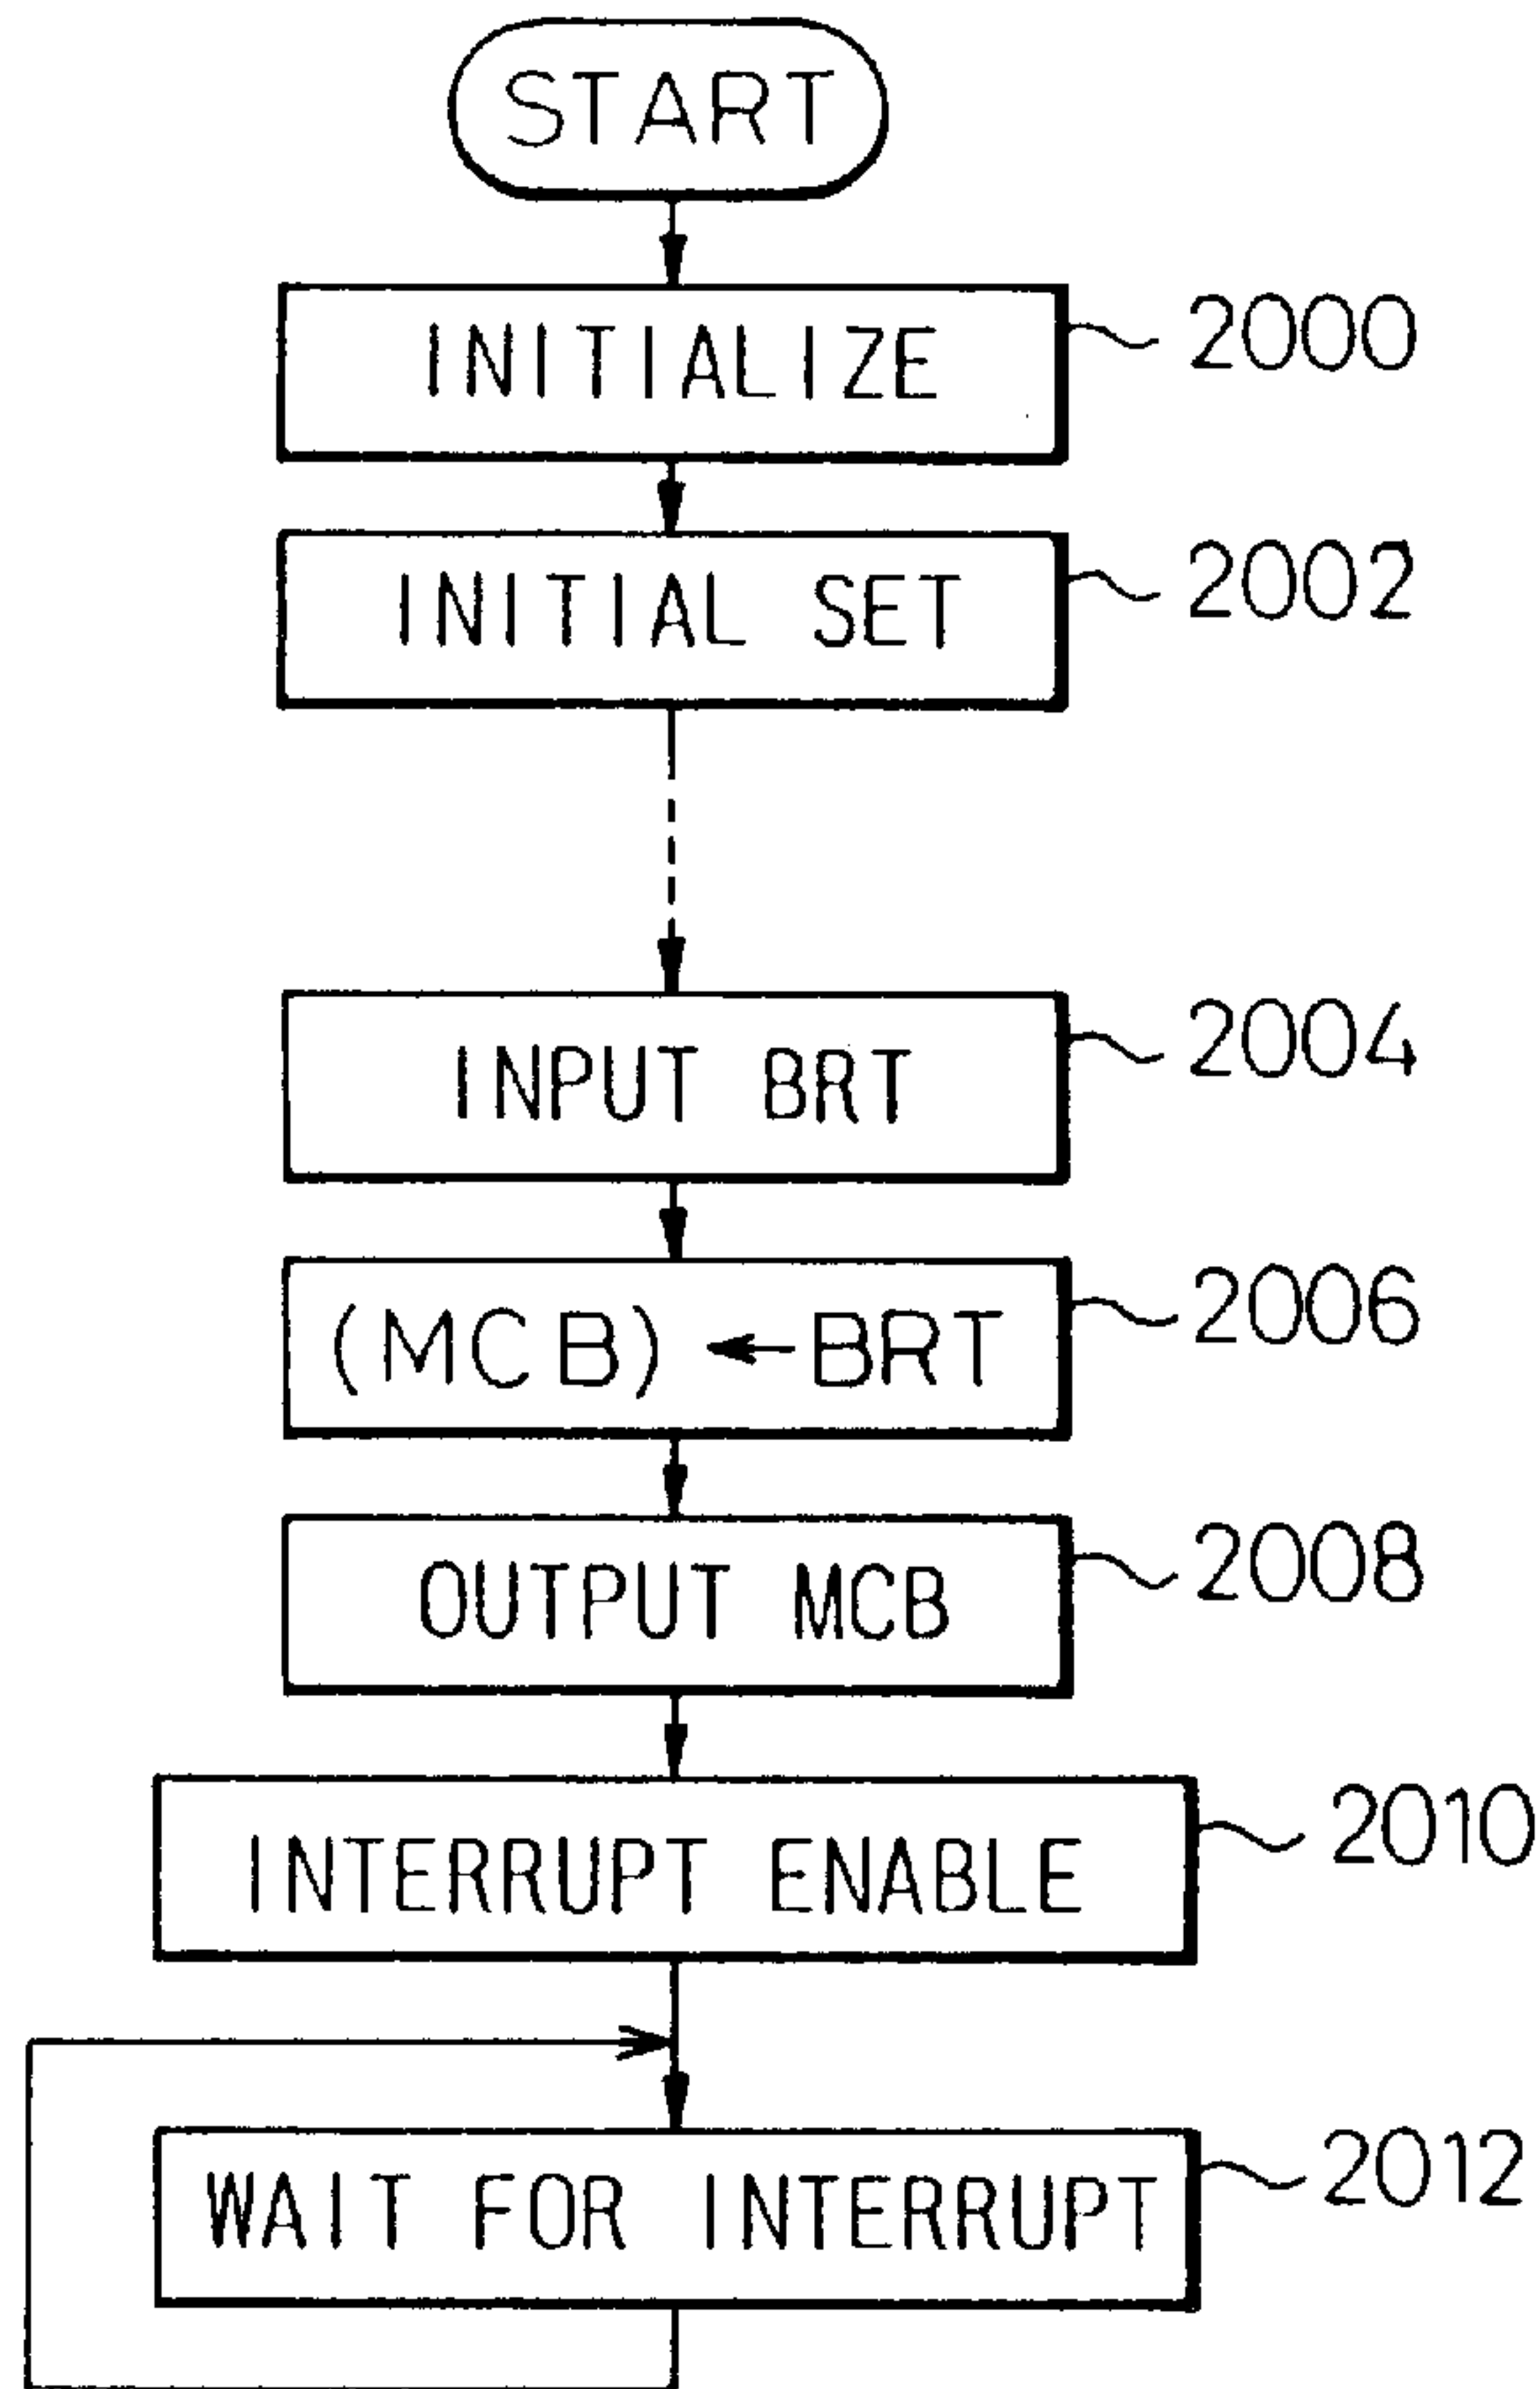 START
INITIALIZE
2000
INITIAL SET
2002
INPUT BRT
2004
(MCB) ← BRT
2006
OUTPUT MCB
2008
INTERRUPT ENABLE
2010
WAIT FOR INTERRUPT
2012